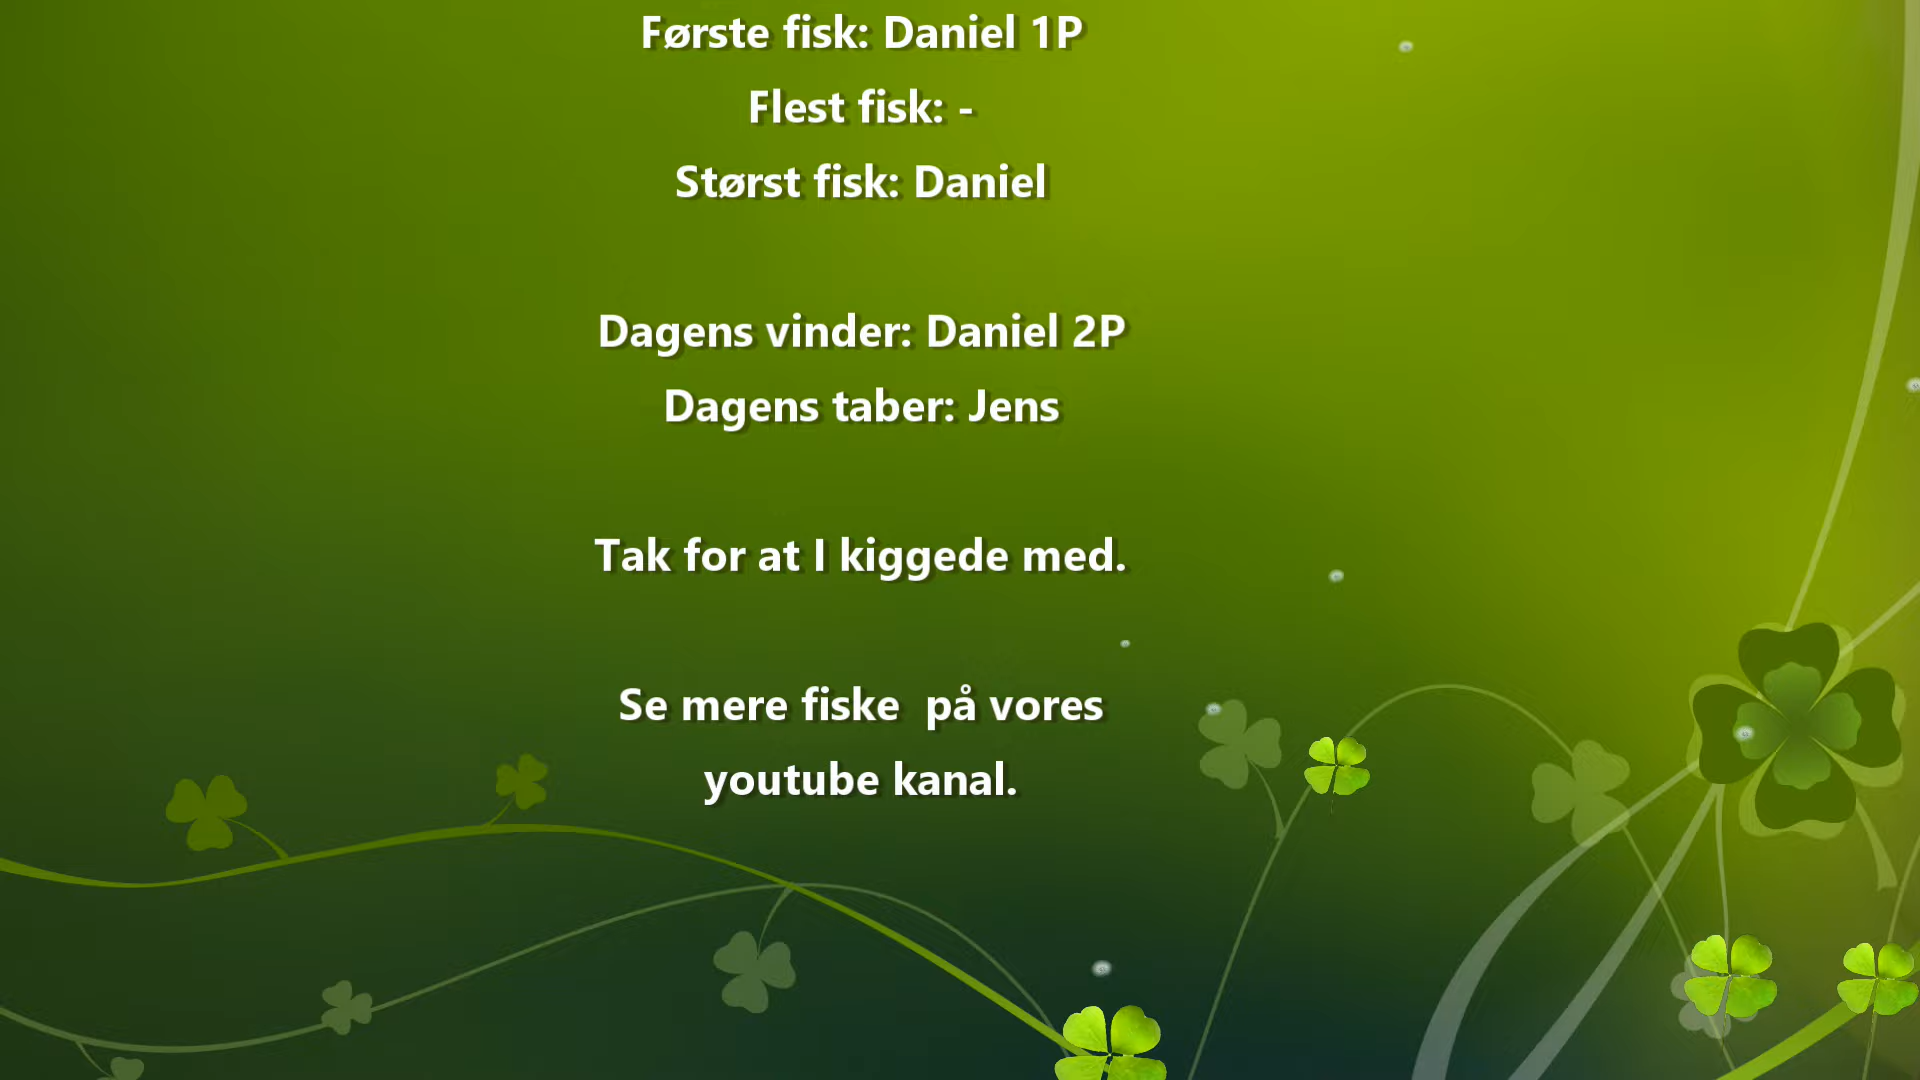 Første fisk: Daniel 1P
Flest fisk: -
Størst fisk: Daniel
Dagens vinder: Daniel 2P
Dagens taber: Jens
Tak for at I kiggede med.
Se mere fiske  på vores
youtube kanal.